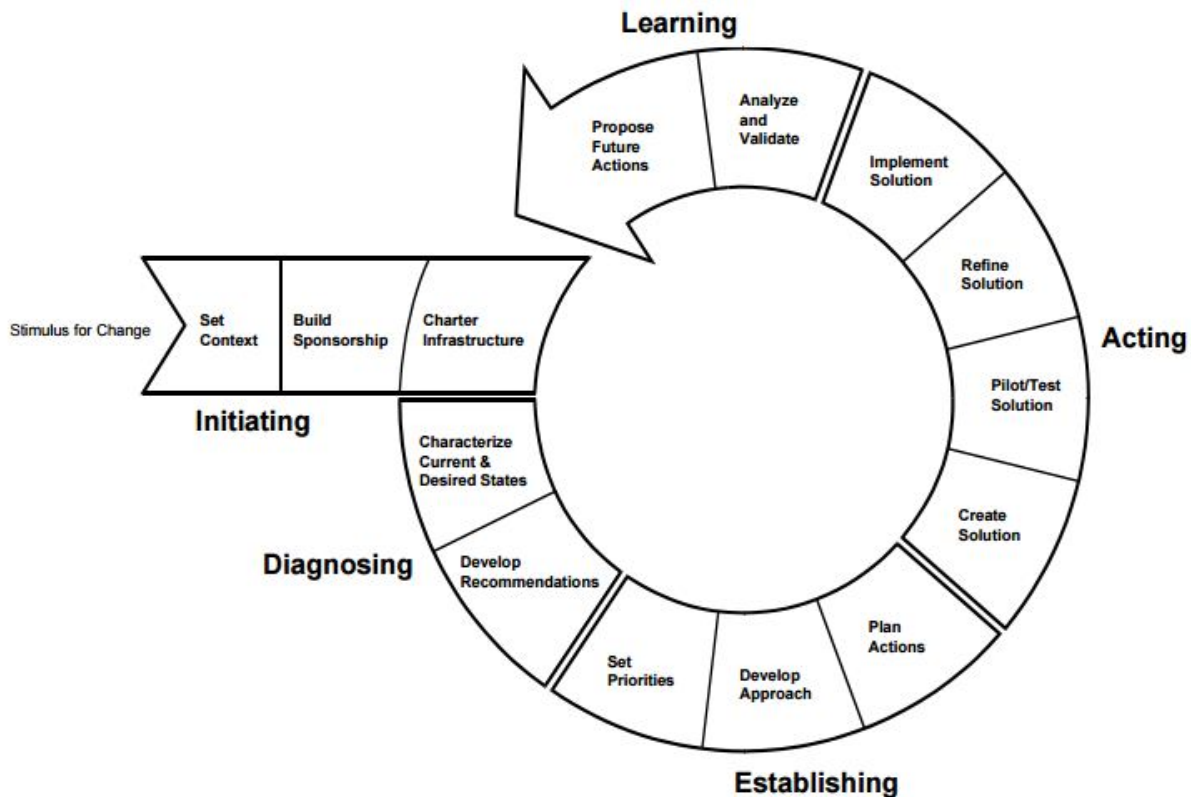 Learning
Analyze
and
Validate
Propose
Future
Actions
Implement
Solution
Refine
Solution
Acting
Pilot/Test
Solution
Create
Solution
Stimulus for Change
Set
Context
Build
Sponsorship
Charter
Infrastructure
Initiating
Characterize
Current &
Desired States
Diagnosing
Develop
Recommendations
Set
Priorities
Develop
Approach
Plan
Actions
Establishing